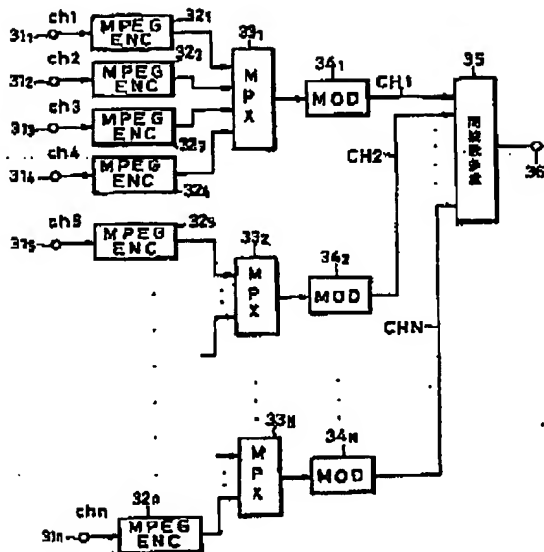 ch1
31₁
MPEG
ENC
32₁
ch2
31₂
MPEG
ENC
32₂
ch3
31₃
MPEG
ENC
32₃
ch4
31₄
MPEG
ENC
32₄
33₁
MPX
34₁
MOD
CH1
35
36
CH2
ch5
31₅
MPEG
ENC
32₅
33₂
MPX
34₂
MOD
CHN
33N
MPX
34N
MOD
chn
31n
MPEG
ENC
32n